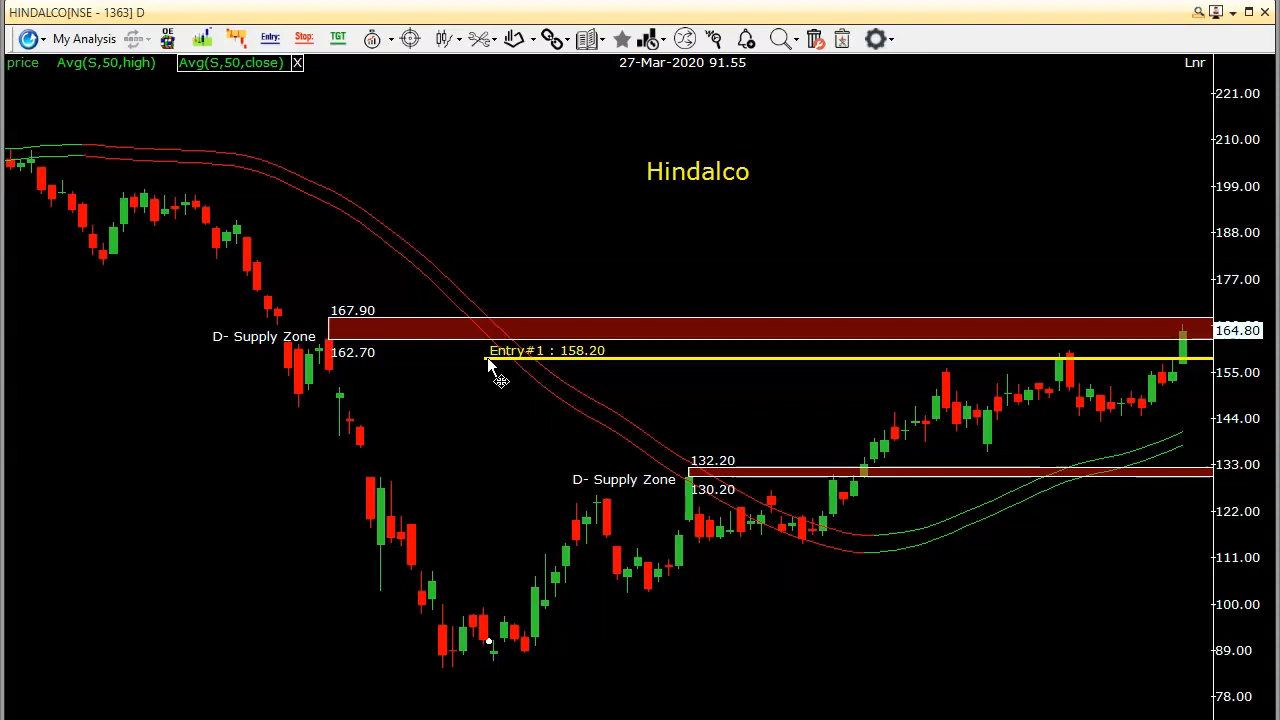 HINDALCO[NSE - 1363] D
My Analysis OE Entry: Stop: TGT
price Avg(S,50,high) Avg(S,50,close) X 27-Mar-2020 91.55 Lnr
221.00
210.00
Hindalco
199.00
188.00
177.00
167.90
D- Supply Zone
164.80
162.70
Entry#1 : 158.20
155.00
144.00
132.20
133.00
D- Supply Zone
130.20
122.00
111.00
100.00
89.00
78.00